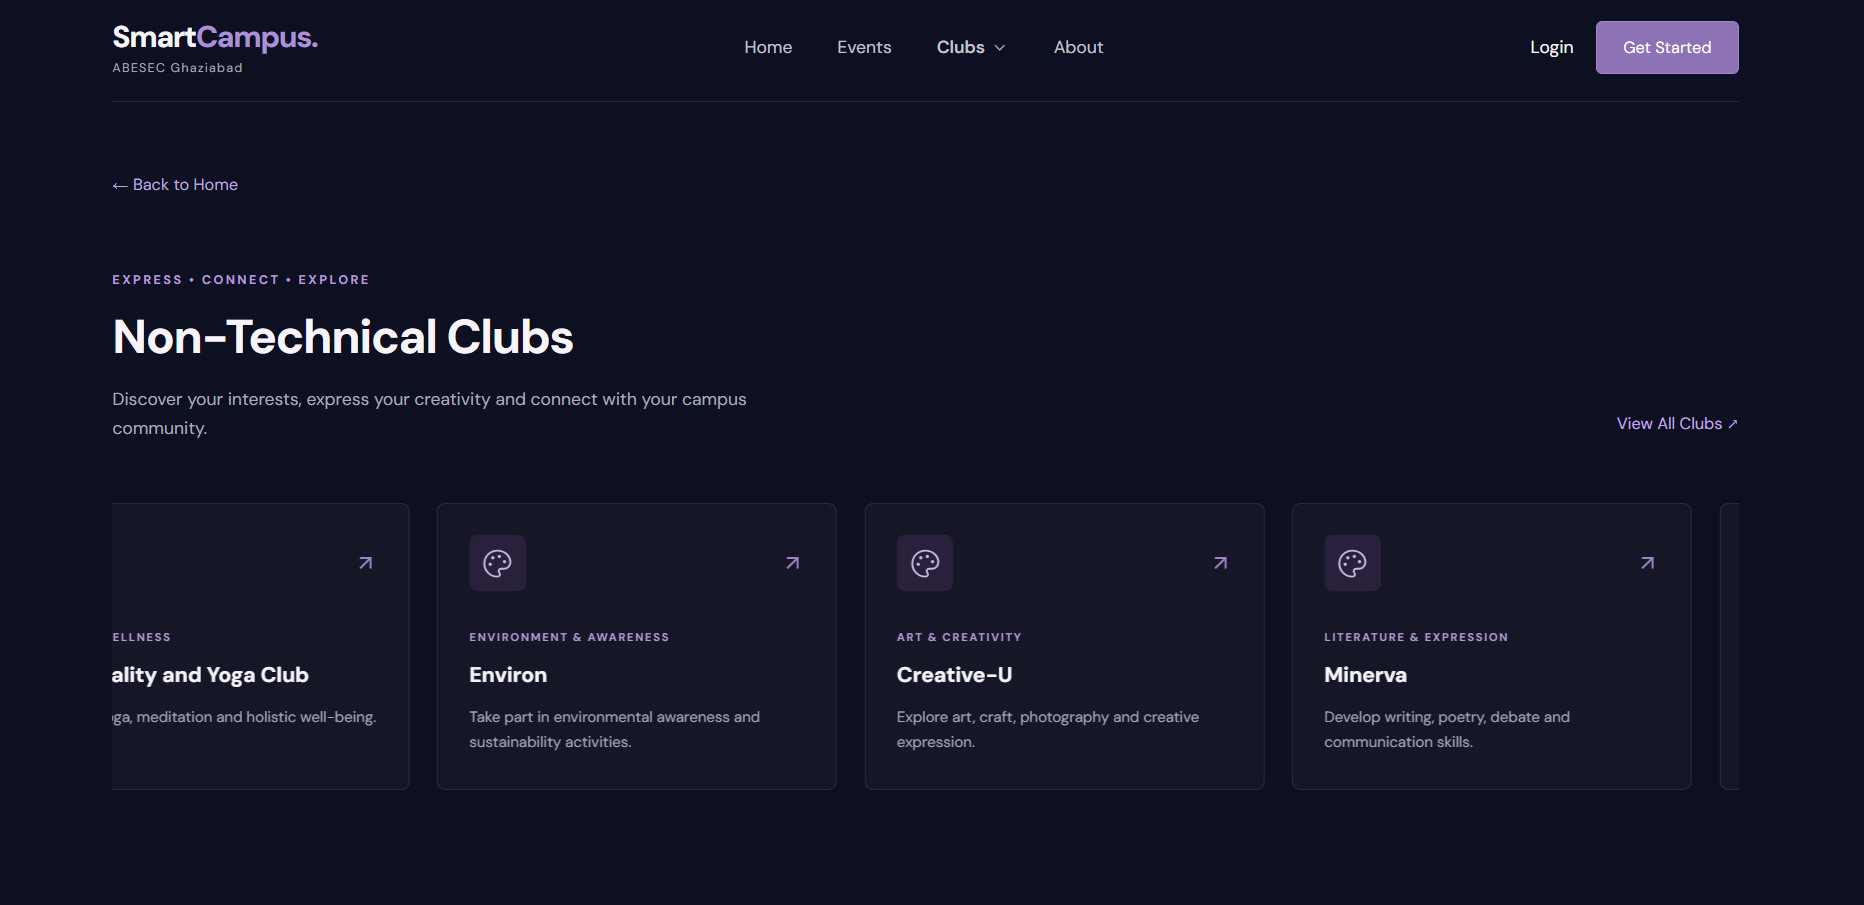 SmartCampus.
ABESEC Ghaziabad
Home
Events
Clubs
About
Login
Get Started
← Back to Home
EXPRESS • CONNECT • EXPLORE
Non-Technical Clubs
Discover your interests, express your creativity and connect with your campus
community.
View All Clubs ↗
ELLNESS
ality and Yoga Club
ga, meditation and holistic well-being.
ENVIRONMENT & AWARENESS
Environ
Take part in environmental awareness and
sustainability activities.
ART & CREATIVITY
Creative-U
Explore art, craft, photography and creative
expression.
LITERATURE & EXPRESSION
Minerva
Develop writing, poetry, debate and
communication skills.